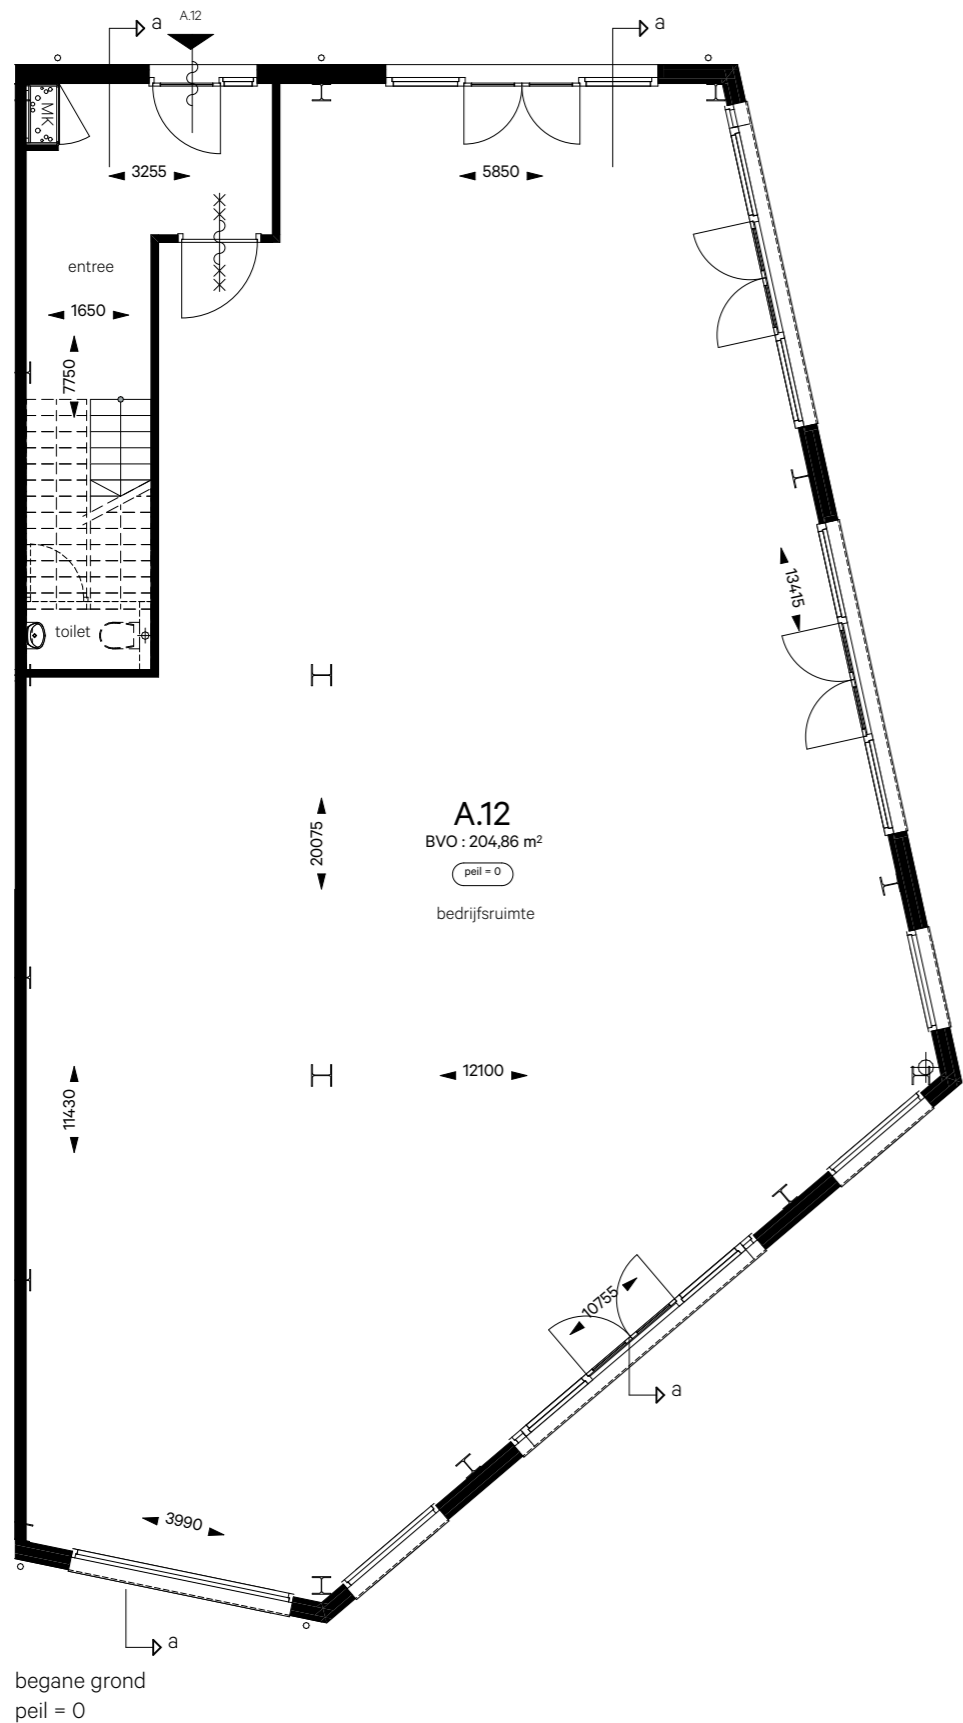 A.12
a
a
MK
3255
5850
entree
1650
7750
13415
toilet
A.12
BVO : 204,86 m²
20075
peil = 0
bedrijfsruimte
12100
11430
10755
a
3990
a
begane grond
peil = 0